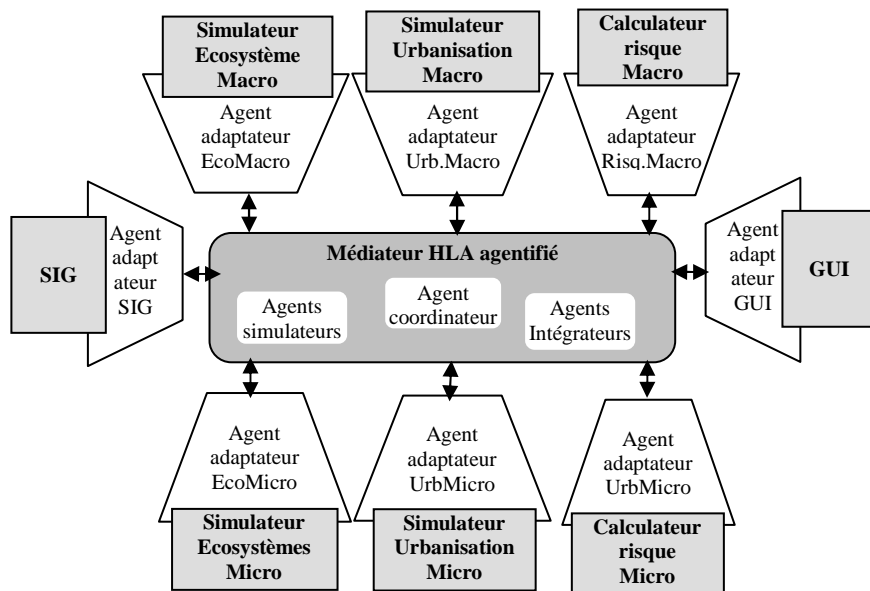 Simulateur
Ecosystème
Macro
Simulateur
Urbanisation
Macro
Calculateur
risque
Macro
Agent
adaptateur
EcoMacro
Agent
adaptateur
Urb.Macro
Agent
adaptateur
Risq.Macro
SIG
Agent
adapt
ateur
SIG
Médiateur HLA agentifié
Agents
simulateurs
Agent
coordinateur
Agents
Intégrateurs
Agent
adapt
ateur
GUI
GUI
Agent
adaptateur
EcoMicro
Agent
adaptateur
UrbMicro
Agent
adaptateur
UrbMicro
Simulateur
Ecosystèmes
Micro
Simulateur
Urbanisation
Micro
Calculateur
risque
Micro